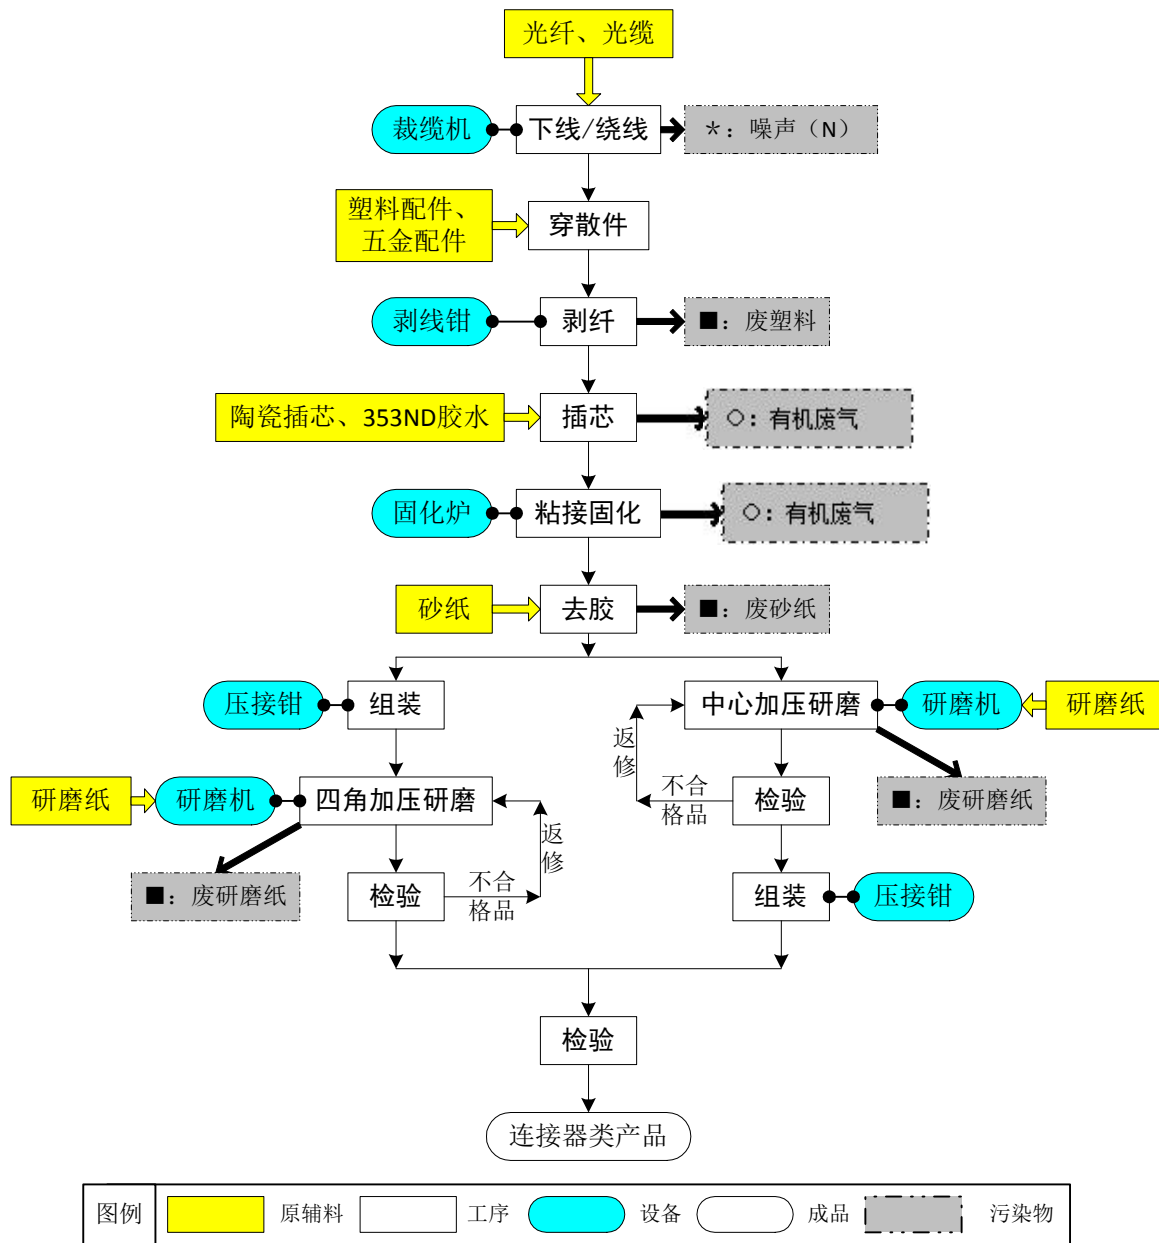 光纤、光缆
裁缆机
下线/绕线
＊：噪声（N）
塑料配件、
五金配件
穿散件
剥线钳
剥纤
■：废塑料
陶瓷插芯、353ND胶水
插芯
○：有机废气
固化炉
粘接固化
○：有机废气
砂纸
去胶
■：废砂纸
压接钳
组装
中心加压研磨
研磨机
研磨纸
返修
研磨纸
研磨机
四角加压研磨
不合
格品
检验
■：废研磨纸
返修
■：废研磨纸
检验
不合
格品
组装
压接钳
检验
连接器类产品
图例
原辅料
工序
设备
成品
污染物